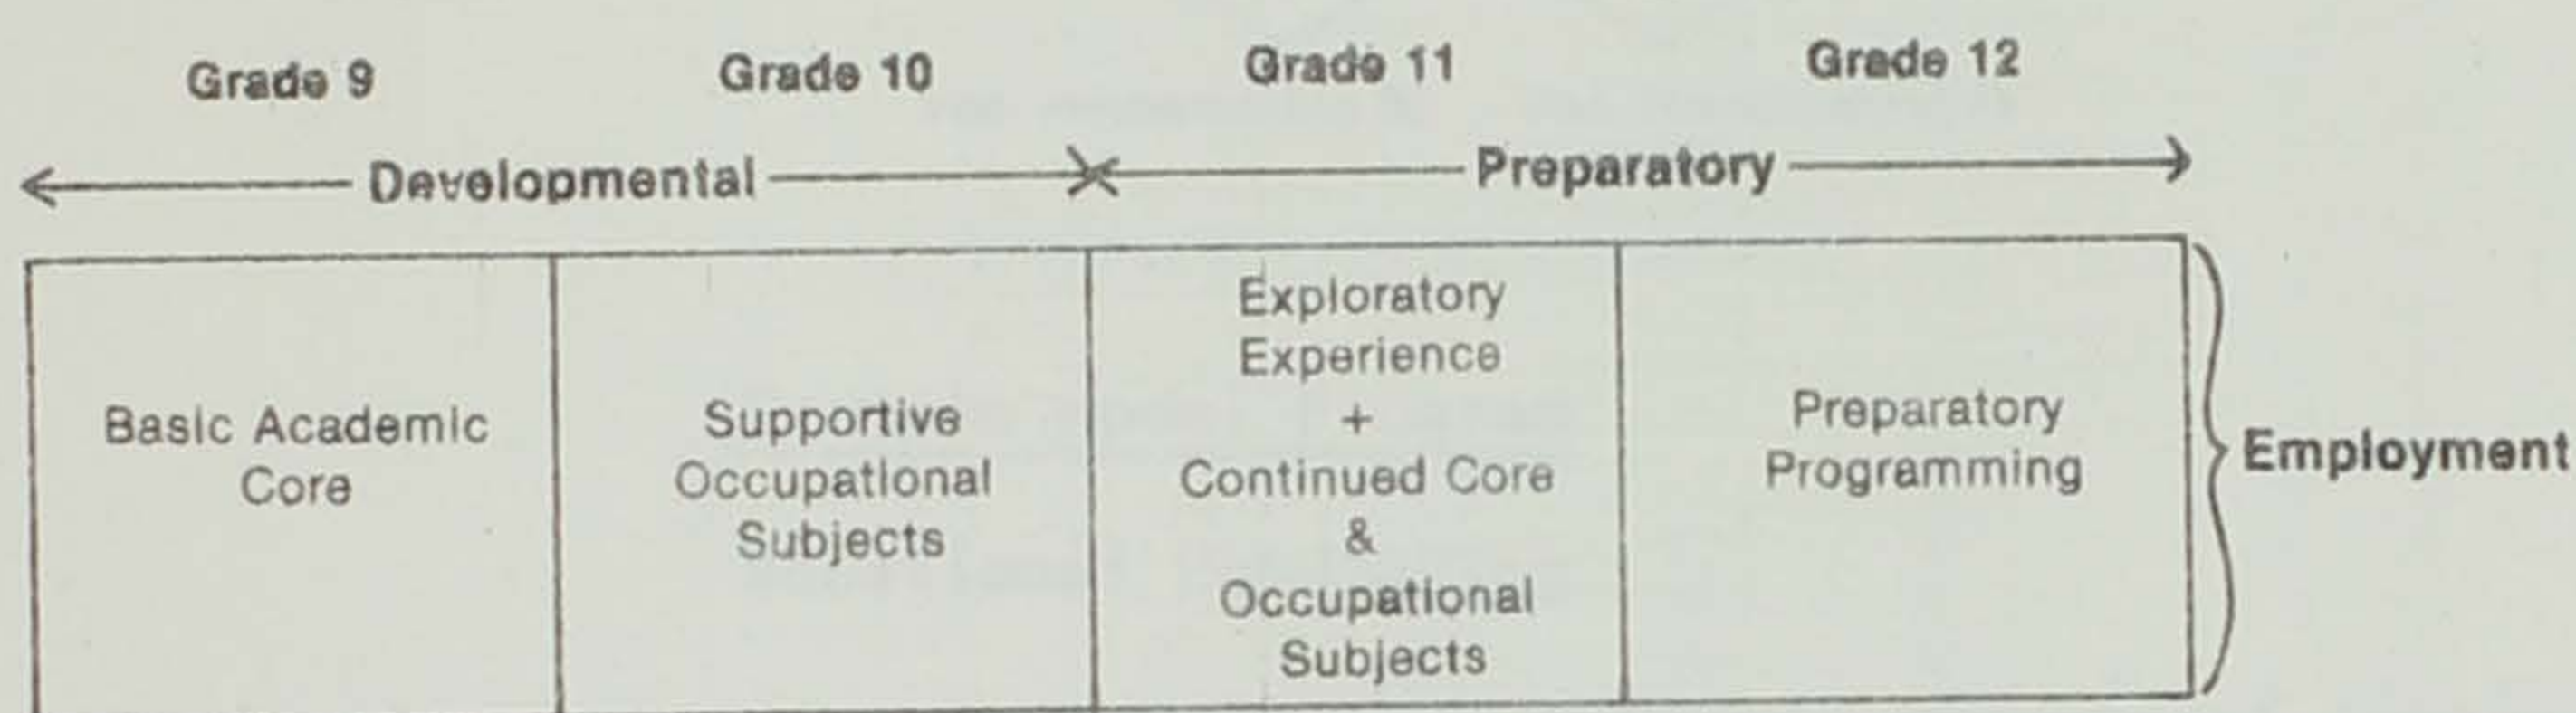 Grade 9 Grade 10 Grade 11 Grade 12
Developmental Preparatory
Basic Academic
Core
Supportive
Occupational
Subjects
Exploratory
Experience
+
Continued Core
&
Occupational
Subjects
Preparatory
Programming
Employment